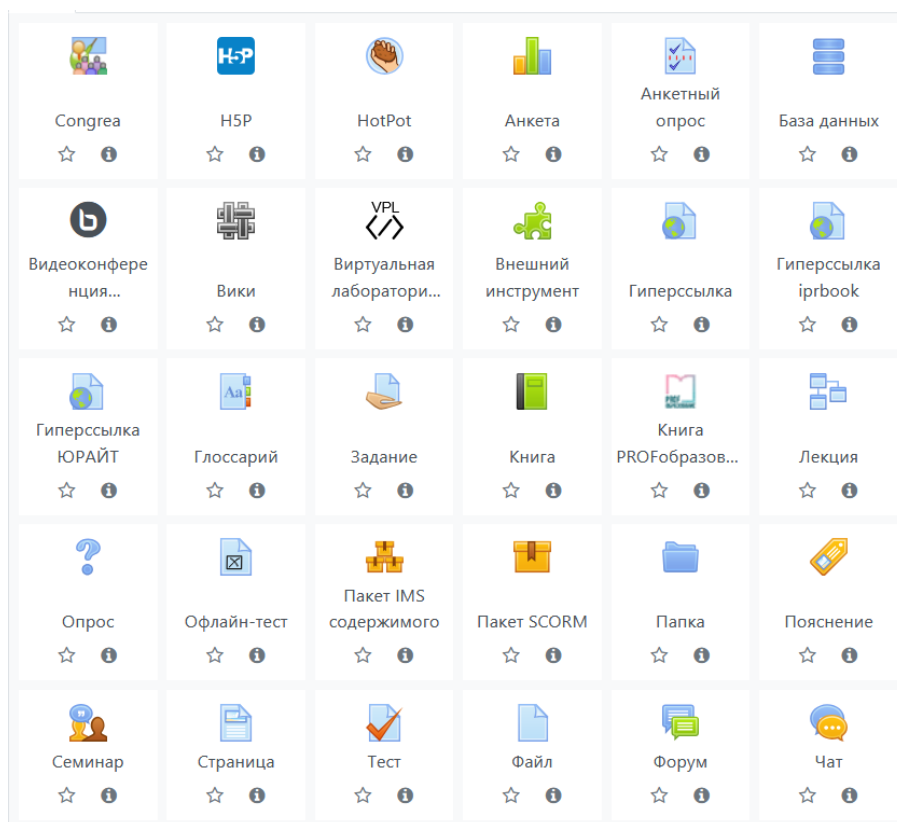 H5P
Анкетный
Congrea
H5P
HotPot
Анкета
опрос
База данных
VPL
Видеоконфере
Виртуальная
Внешний
Гиперссылка
нция...
Вики
лаборатори...
инструмент
Гиперссылка
iprbook
Aa
PROF
Гиперссылка
Книга
ЮРАЙТ
Глоссарий
Задание
Книга
PROFобразов...
Лекция
Пакет IMS
Опрос
Офлайн-тест
содержимого
Пакет SCORM
Папка
Пояснение
Семинар
Страница
Тест
Файл
Форум
Чат